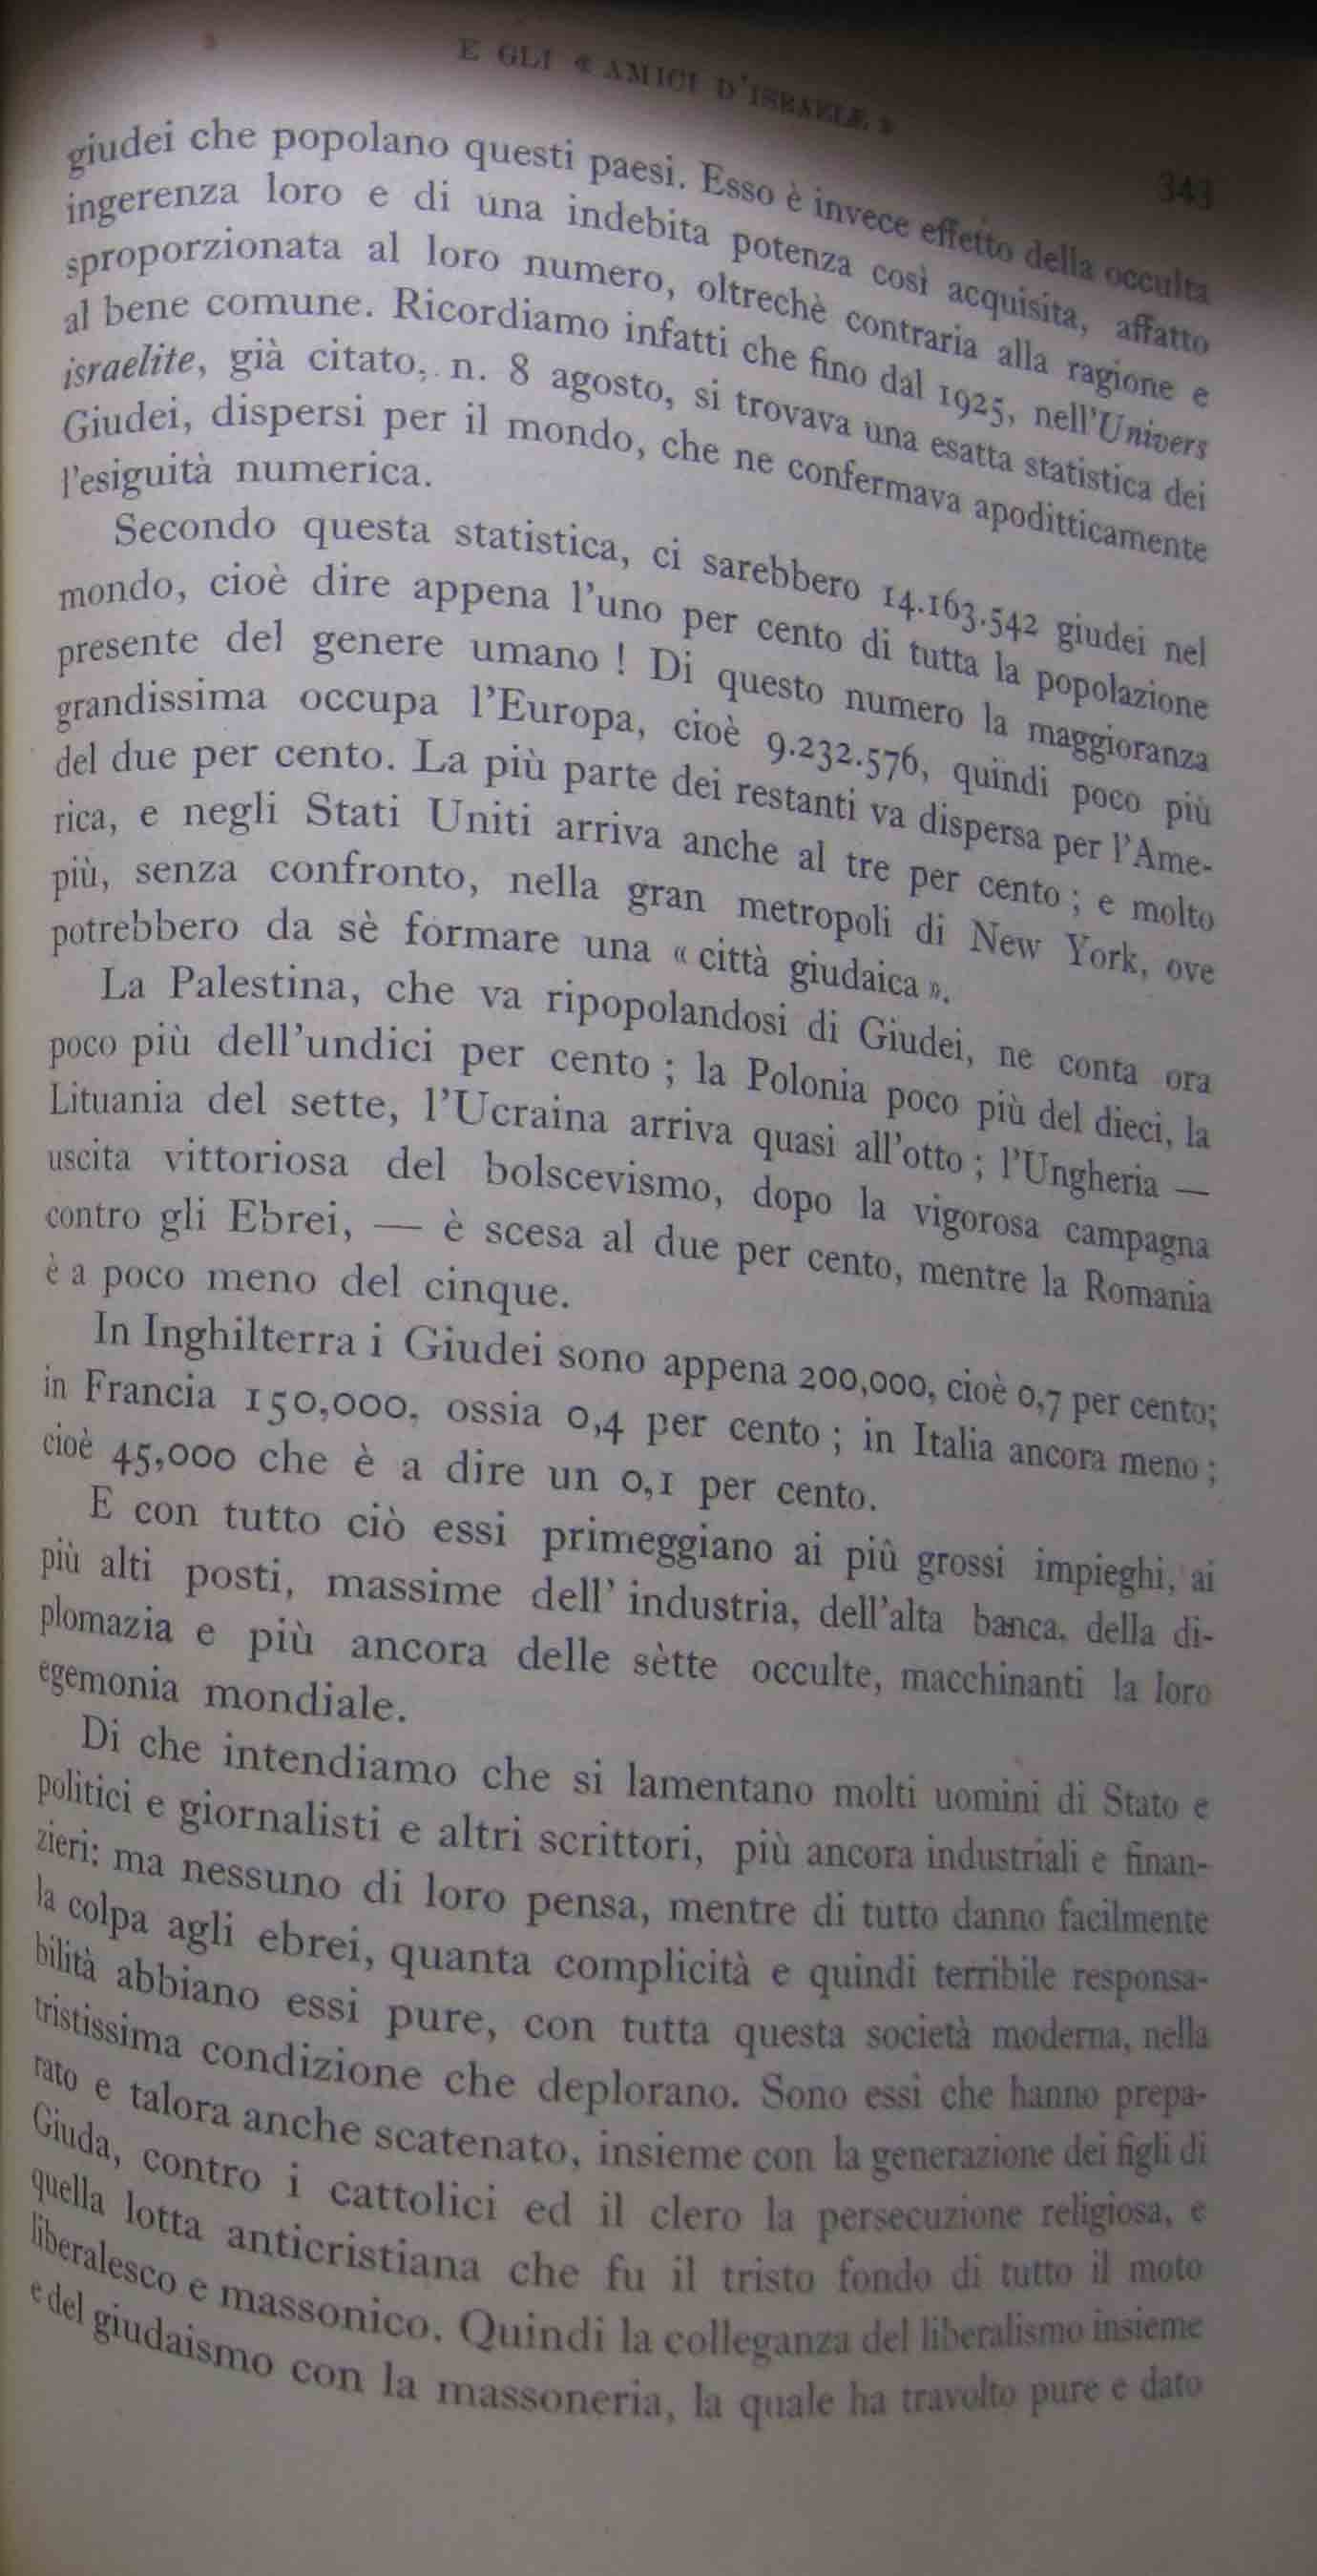 E GLI « AMICI D'ISRAELE »
343
giudei che popolano questi paesi. Esso è invece effetto della occulta
ingerenza loro e di una indebita potenza così acquisita, affatto
sproporzionata al loro numero, oltrechè contraria alla ragione e
al bene comune. Ricordiamo infatti che fino dal 1925, nell'Univers
israelite, già citato, n. 8 agosto, si trovava una esatta statistica dei
Giudei, dispersi per il mondo, che ne confermava apoditticamente
l'esiguità numerica.
Secondo questa statistica, ci sarebbero 14.163.542 giudei nel
mondo, cioè dire appena l'uno per cento di tutta la popolazione
presente del genere umano ! Di questo numero la maggioranza
grandissima occupa l'Europa, cioè 9.232.576, quindi poco più
del due per cento. La più parte dei restanti va dispersa per l'Ame-
rica, e negli Stati Uniti arriva anche al tre per cento ; e molto
più, senza confronto, nella gran metropoli di New York, ove
potrebbero da sè formare una « città giudaica ».
La Palestina, che va ripopolandosi di Giudei, ne conta ora
poco più dell'undici per cento ; la Polonia poco più del dieci, la
Lituania del sette, l'Ucraina arriva quasi all'otto ; l'Ungheria —
uscita vittoriosa del bolscevismo, dopo la vigorosa campagna
contro gli Ebrei, — è scesa al due per cento, mentre la Romania
è a poco meno del cinque.
In Inghilterra i Giudei sono appena 200,000, cioè 0,7 per cento;
in Francia 150,000, ossia 0,4 per cento ; in Italia ancora meno ;
cioè 45,000 che è a dire un 0,1 per cento.
E con tutto ciò essi primeggiano ai più grossi impieghi, ai
più alti posti, massime dell' industria, dell'alta banca, della di-
plomazia e più ancora delle sètte occulte, macchinanti la loro
egemonia mondiale.
Di che intendiamo che si lamentano molti uomini di Stato e
politici e giornalisti e altri scrittori, più ancora industriali e finan-
zieri; ma nessuno di loro pensa, mentre di tutto danno facilmente
la colpa agli ebrei, quanta complicità e quindi terribile responsa-
bilità abbiano essi pure, con tutta questa società moderna, nella
tristissima condizione che deplorano. Sono essi che hanno prepa-
rato e talora anche scatenato, insieme con la generazione dei figli di
Giuda, contro i cattolici ed il clero la persecuzione religiosa, e
quella lotta anticristiana che fu il tristo fondo di tutto il moto
liberalesco e massonico. Quindi la colleganza del liberalismo insieme
e del giudaismo con la massoneria, la quale ha travolto pure e dato